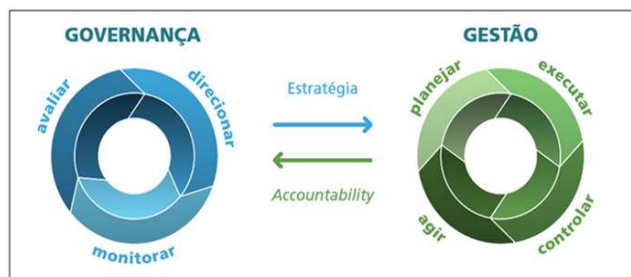 GOVERNANÇA
GESTÃO
avaliar
direcionar
monitorar
Estratégia
Accountability
planejar
executar
agir
controlar